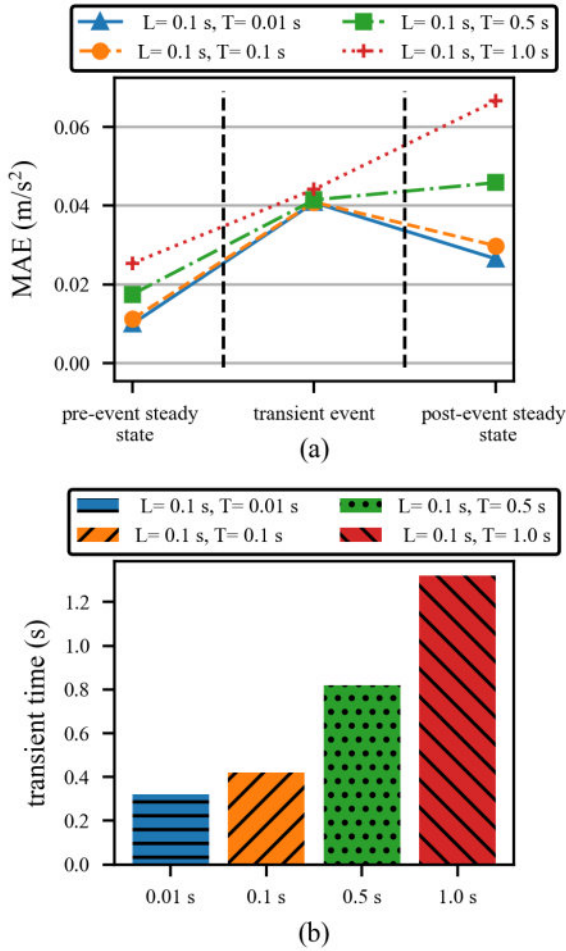 L= 0.1 s, T= 0.01 s
L= 0.1 s, T= 0.5 s
L= 0.1 s, T= 0.1 s
L= 0.1 s, T= 1.0 s
MAE (m/s²)
0.06
0.04
0.02
0.00
pre-event steady state
transient event
post-event steady state
(a)
L= 0.1 s, T= 0.01 s
L= 0.1 s, T= 0.5 s
L= 0.1 s, T= 0.1 s
L= 0.1 s, T= 1.0 s
transient time (s)
1.2
1.0
0.8
0.6
0.4
0.2
0.0
0.01 s
0.1 s
0.5 s
1.0 s
(b)